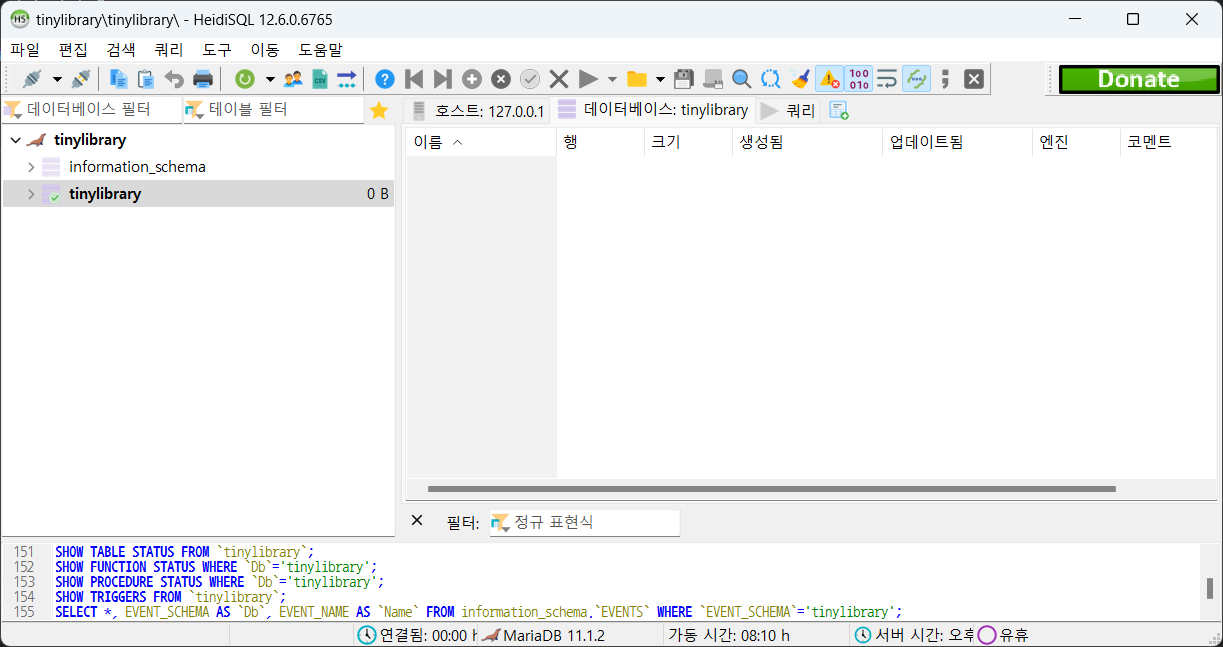 tinylibrary\tinylibrary\ - HeidiSQL 12.6.0.6765
파일 편집 검색 쿼리 도구 이동 도움말
Donate
데이터베이스 필터 테이블 필터 호스트: 127.0.0.1 데이터베이스: tinylibrary 쿼리
tinylibrary
information_schema
tinylibrary 0 B
이름 행 크기 생성됨 업데이트됨 엔진 코멘트
필터: 정규 표현식
151 SHOW TABLE STATUS FROM `tinylibrary`;
152 SHOW FUNCTION STATUS WHERE `Db`='tinylibrary';
153 SHOW PROCEDURE STATUS WHERE `Db`='tinylibrary';
154 SHOW TRIGGERS FROM `tinylibrary`;
155 SELECT *, EVENT_SCHEMA AS `Db`, EVENT_NAME AS `Name` FROM information_schema.`EVENTS` WHERE `EVENT_SCHEMA`='tinylibrary';
연결됨: 00:00 MariaDB 11.1.2 가동 시간: 08:10 h 서버 시간: 유휴